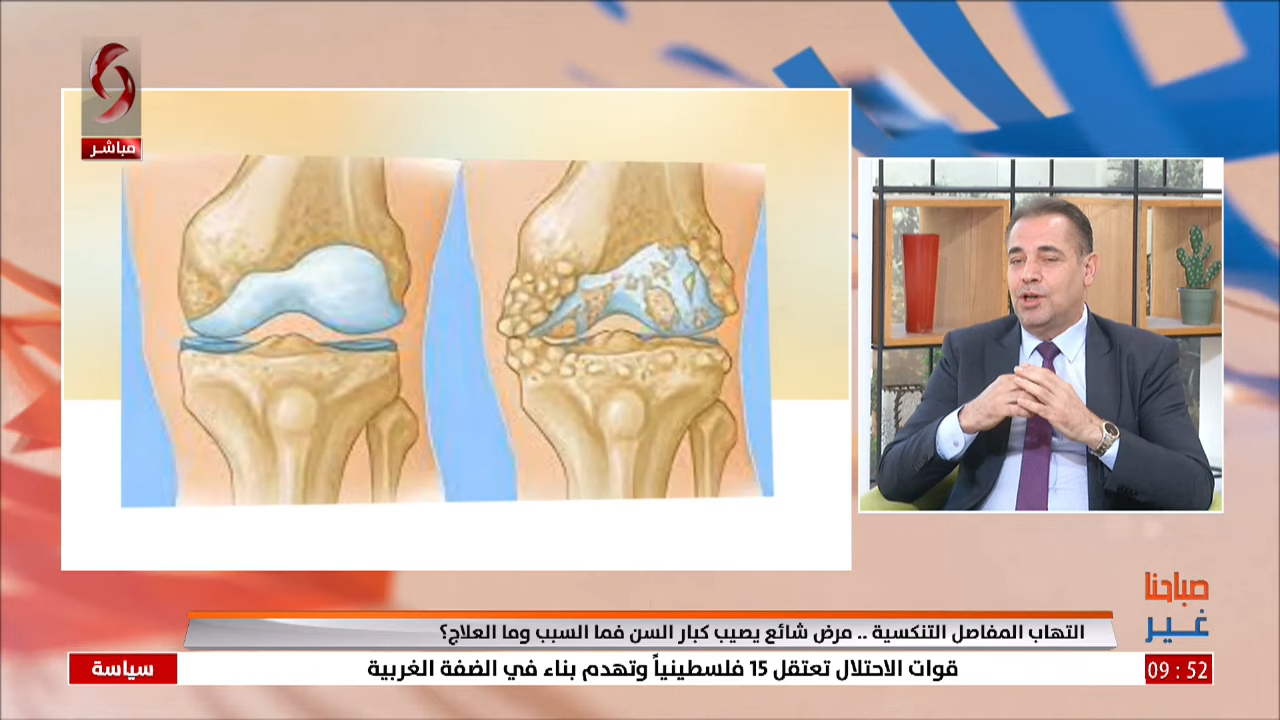 مباشر
صباحنا
غير
التهاب المفاصل التنكسية .. مرض شائع يصيب كبار السن فما السبب وما العلاج؟
سياسة
قوات الاحتلال تعتقل 15 فلسطينياً وتهدم بناء في الضفة الغربية
09 : 52